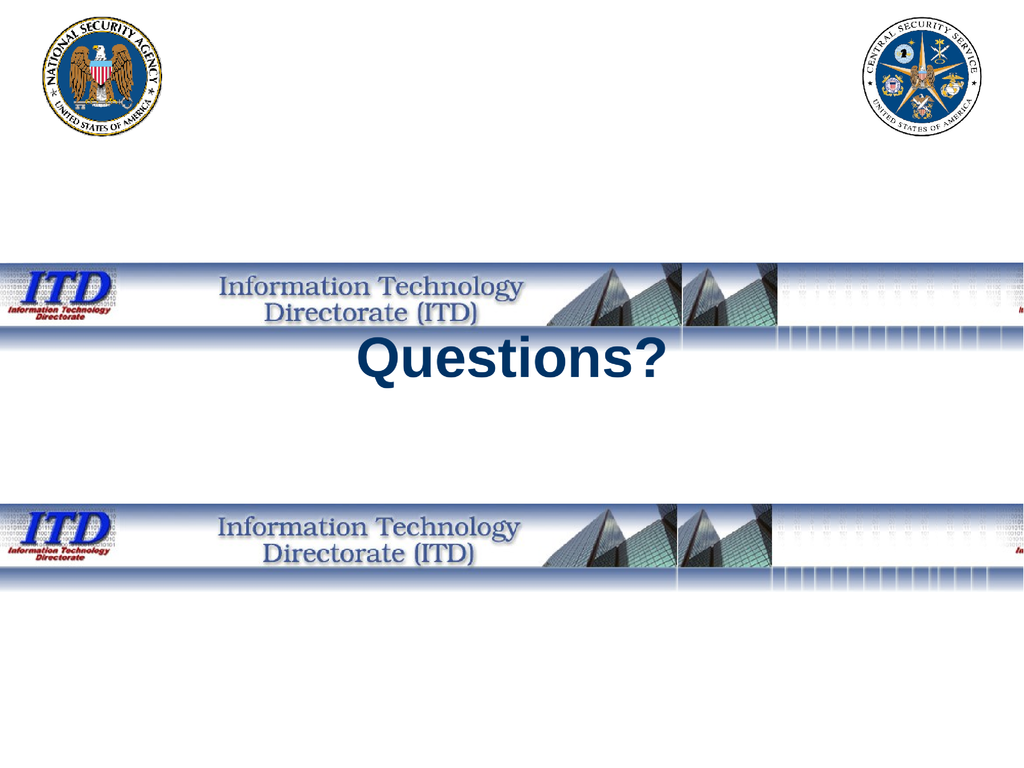 NATIONAL SECURITY AGENCY
UNITED STATES OF AMERICA
CENTRAL SECURITY SERVICE
UNITED STATES OF AMERICA
ITD
Information Technology
Directorate
Information Technology
Directorate (ITD)
Questions?
ITD
Information Technology
Directorate
Information Technology
Directorate (ITD)